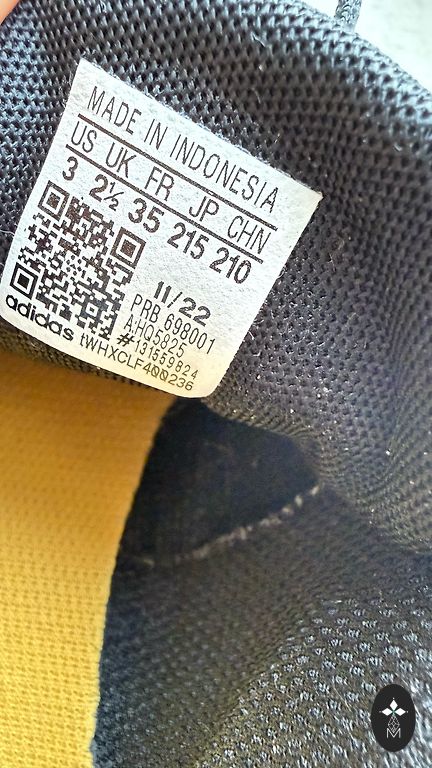 MADE IN INDONESIA
US UK FR JP CHN
3 2½ 35 215 210
11/22
PRB 698001
A:HQ5825
#131559824
adidas tWHXCLF400236